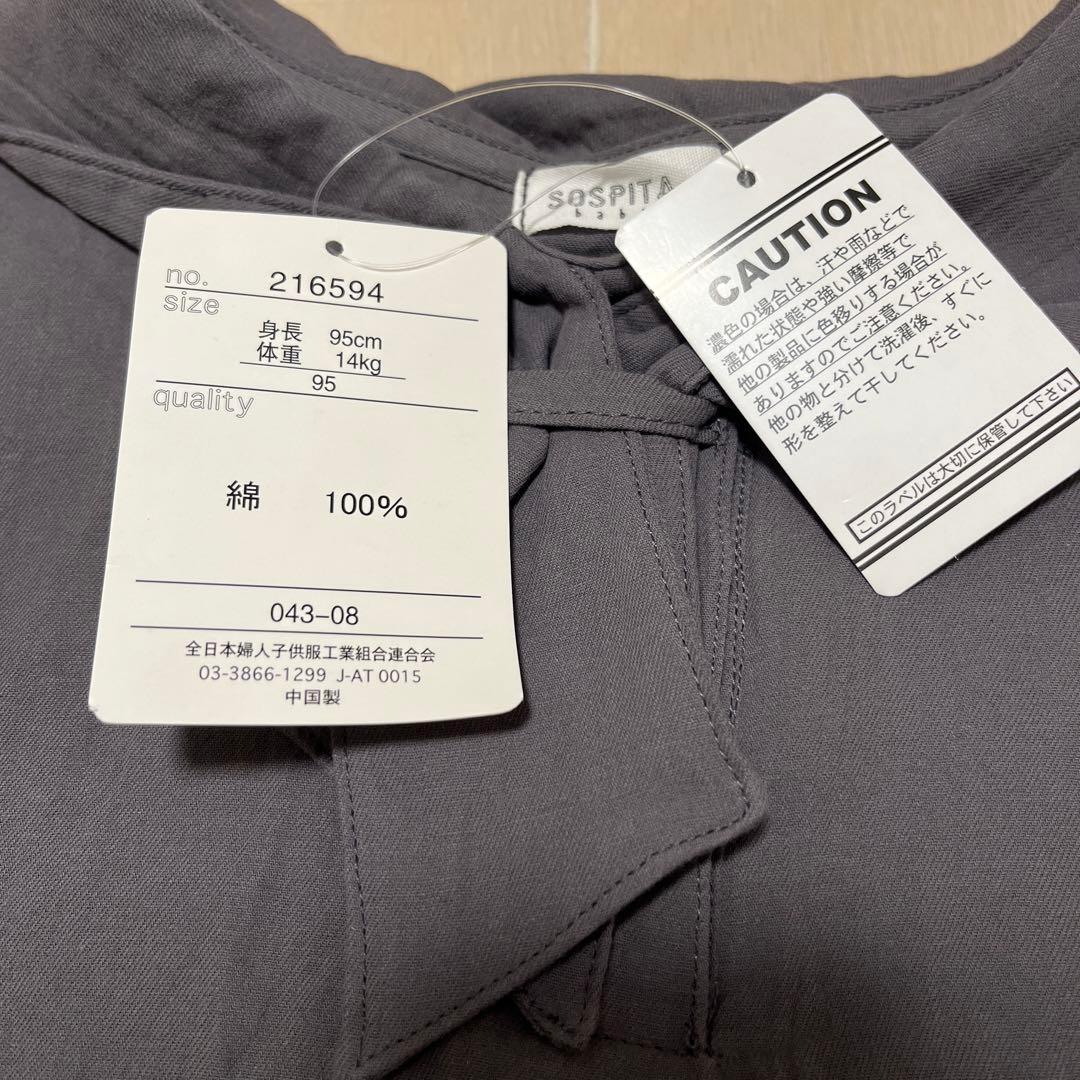 SOSPITA
no. 216594
size
身長 95cm
体重 14kg
95
quality
綿 100%
043-08
全日本婦人子供服工業組合連合会
03-3866-1299 J-AT 0015
中国製
CAUTION
濃色の場合は、汗や雨などで
濡れた状態や強い摩擦等で
他の製品に色移りする場合が
ありますのでご注意ください。
他の物と分けて洗濯後、すぐに
形を整えて干してください。
このラベルは大切に保管して下さい